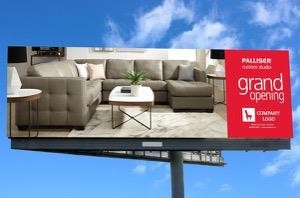 PALLISER
custom studio
grand
opening
COMPANY
LOGO